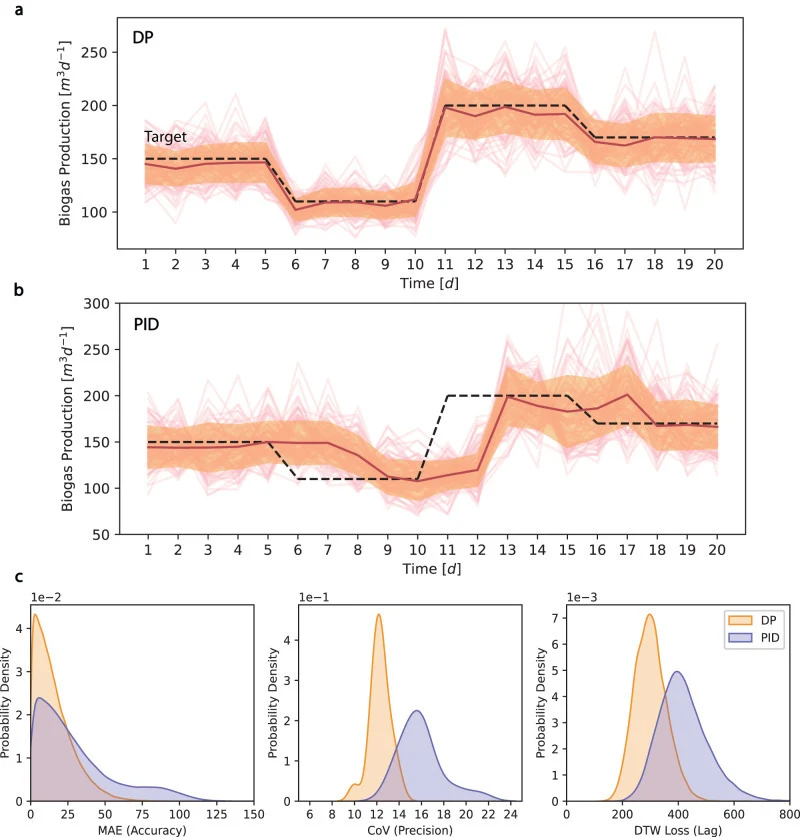 a
DP
Target
Biogas Production [m³d⁻¹]
250
200
150
100
1 2 3 4 5 6 7 8 9 10 11 12 13 14 15 16 17 18 19 20
Time [d]
b
PID
Biogas Production [m³d⁻¹]
300
250
200
150
100
50
1 2 3 4 5 6 7 8 9 10 11 12 13 14 15 16 17 18 19 20
Time [d]
c
1e−2
Probability Density
4
3
2
1
0
0 25 50 75 100 125 150
MAE (Accuracy)
1e−1
Probability Density
4
3
2
1
0
6 8 10 12 14 16 18 20 22 24
CoV (Precision)
1e−3
DP
PID
Probability Density
7
6
5
4
3
2
1
0
0 200 400 600 800
DTW Loss (Lag)